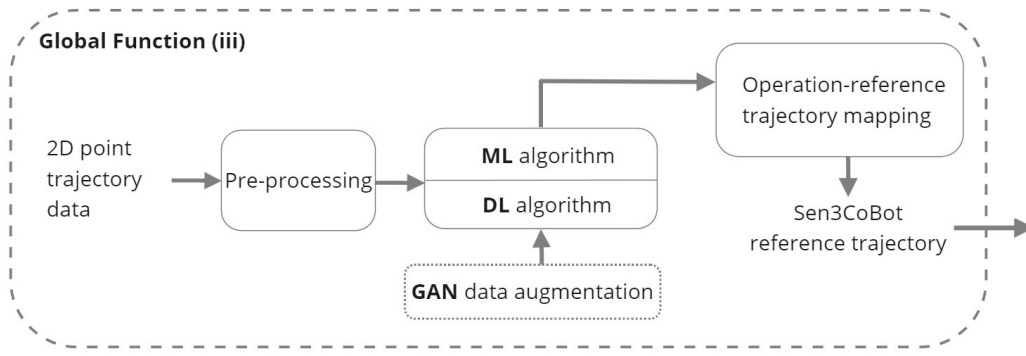 Global Function (iii)
2D point
trajectory
data
Pre-processing
ML algorithm
DL algorithm
GAN data augmentation
Operation-reference
trajectory mapping
Sen3CoBot
reference trajectory